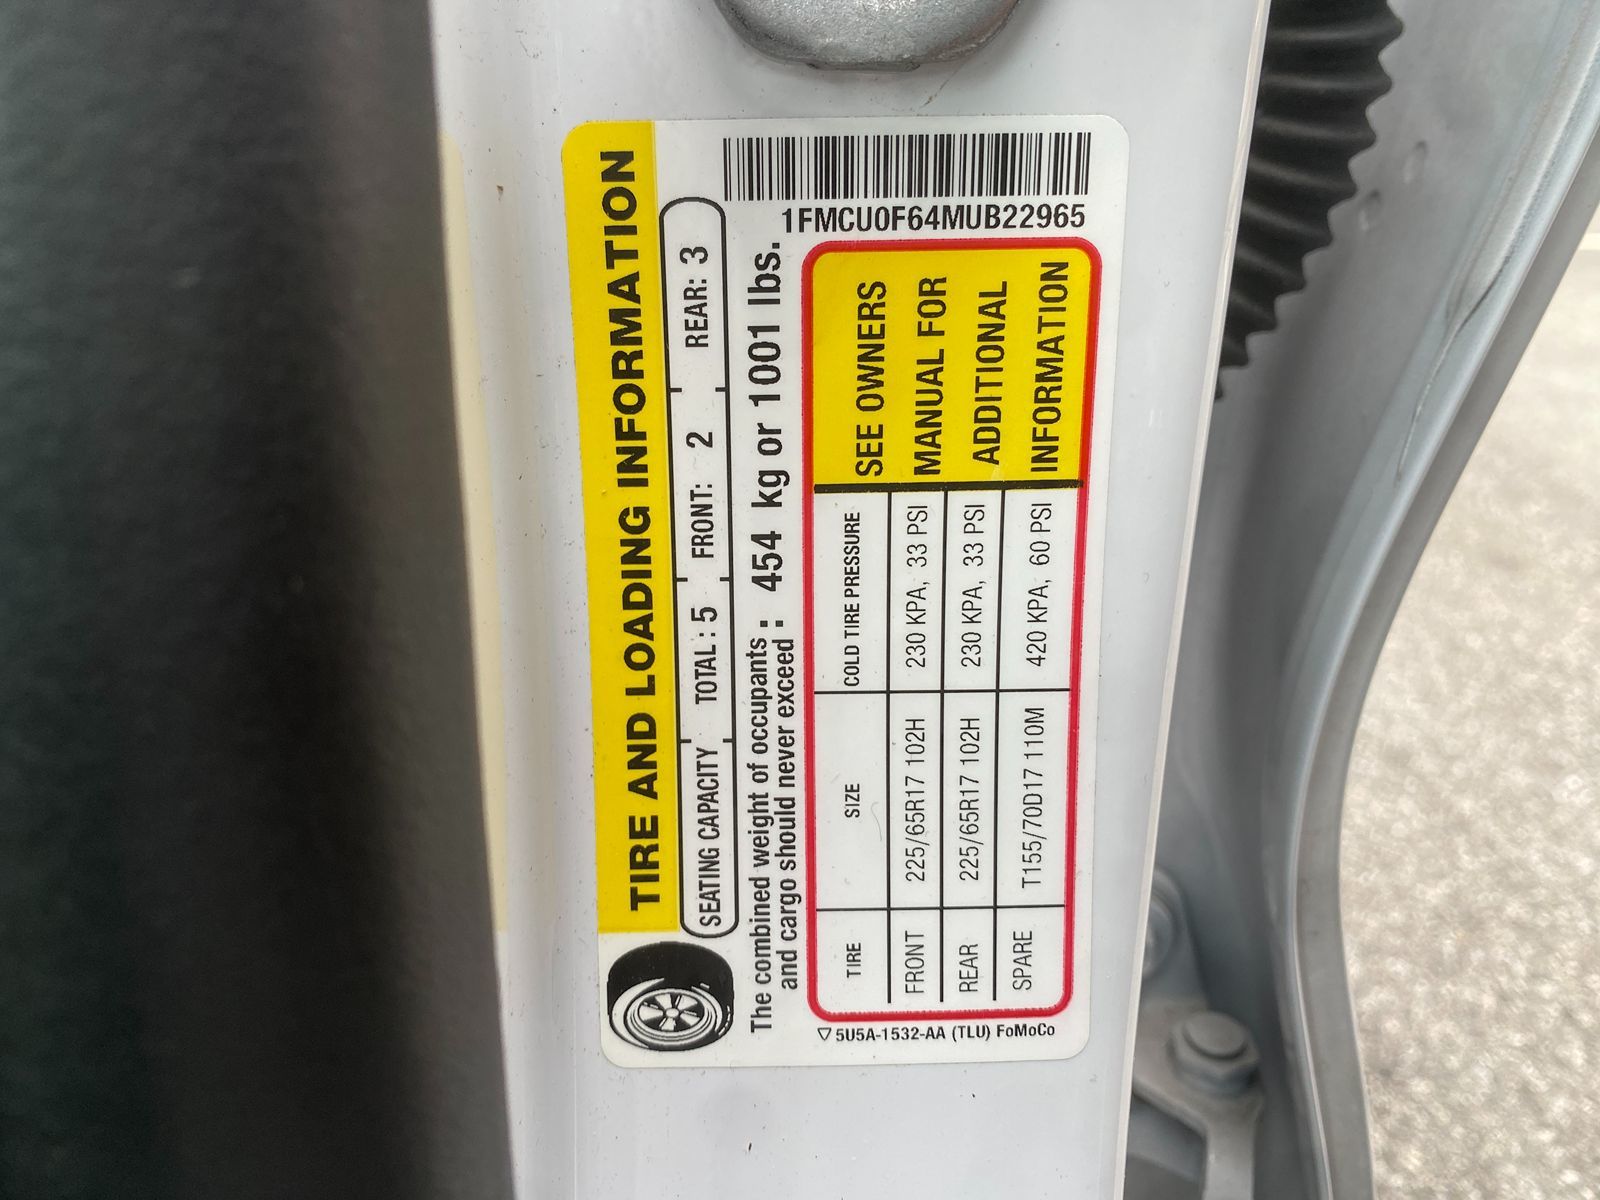 TIRE AND LOADING INFORMATION
SEATING CAPACITY TOTAL: 5 FRONT: 2 REAR: 3
The combined weight of occupants and cargo should never exceed : 454 kg or 1001 lbs.
1FMCU0F64MUB22965
TIRE SIZE COLD TIRE PRESSURE
FRONT 225/65R17 102H 230 KPA, 33 PSI
REAR 225/65R17 102H 230 KPA, 33 PSI
SPARE T155/70D17 110M 420 KPA, 60 PSI
SEE OWNERS
MANUAL FOR
ADDITIONAL
INFORMATION
5U5A-1532-AA (TLU) FoMoCo